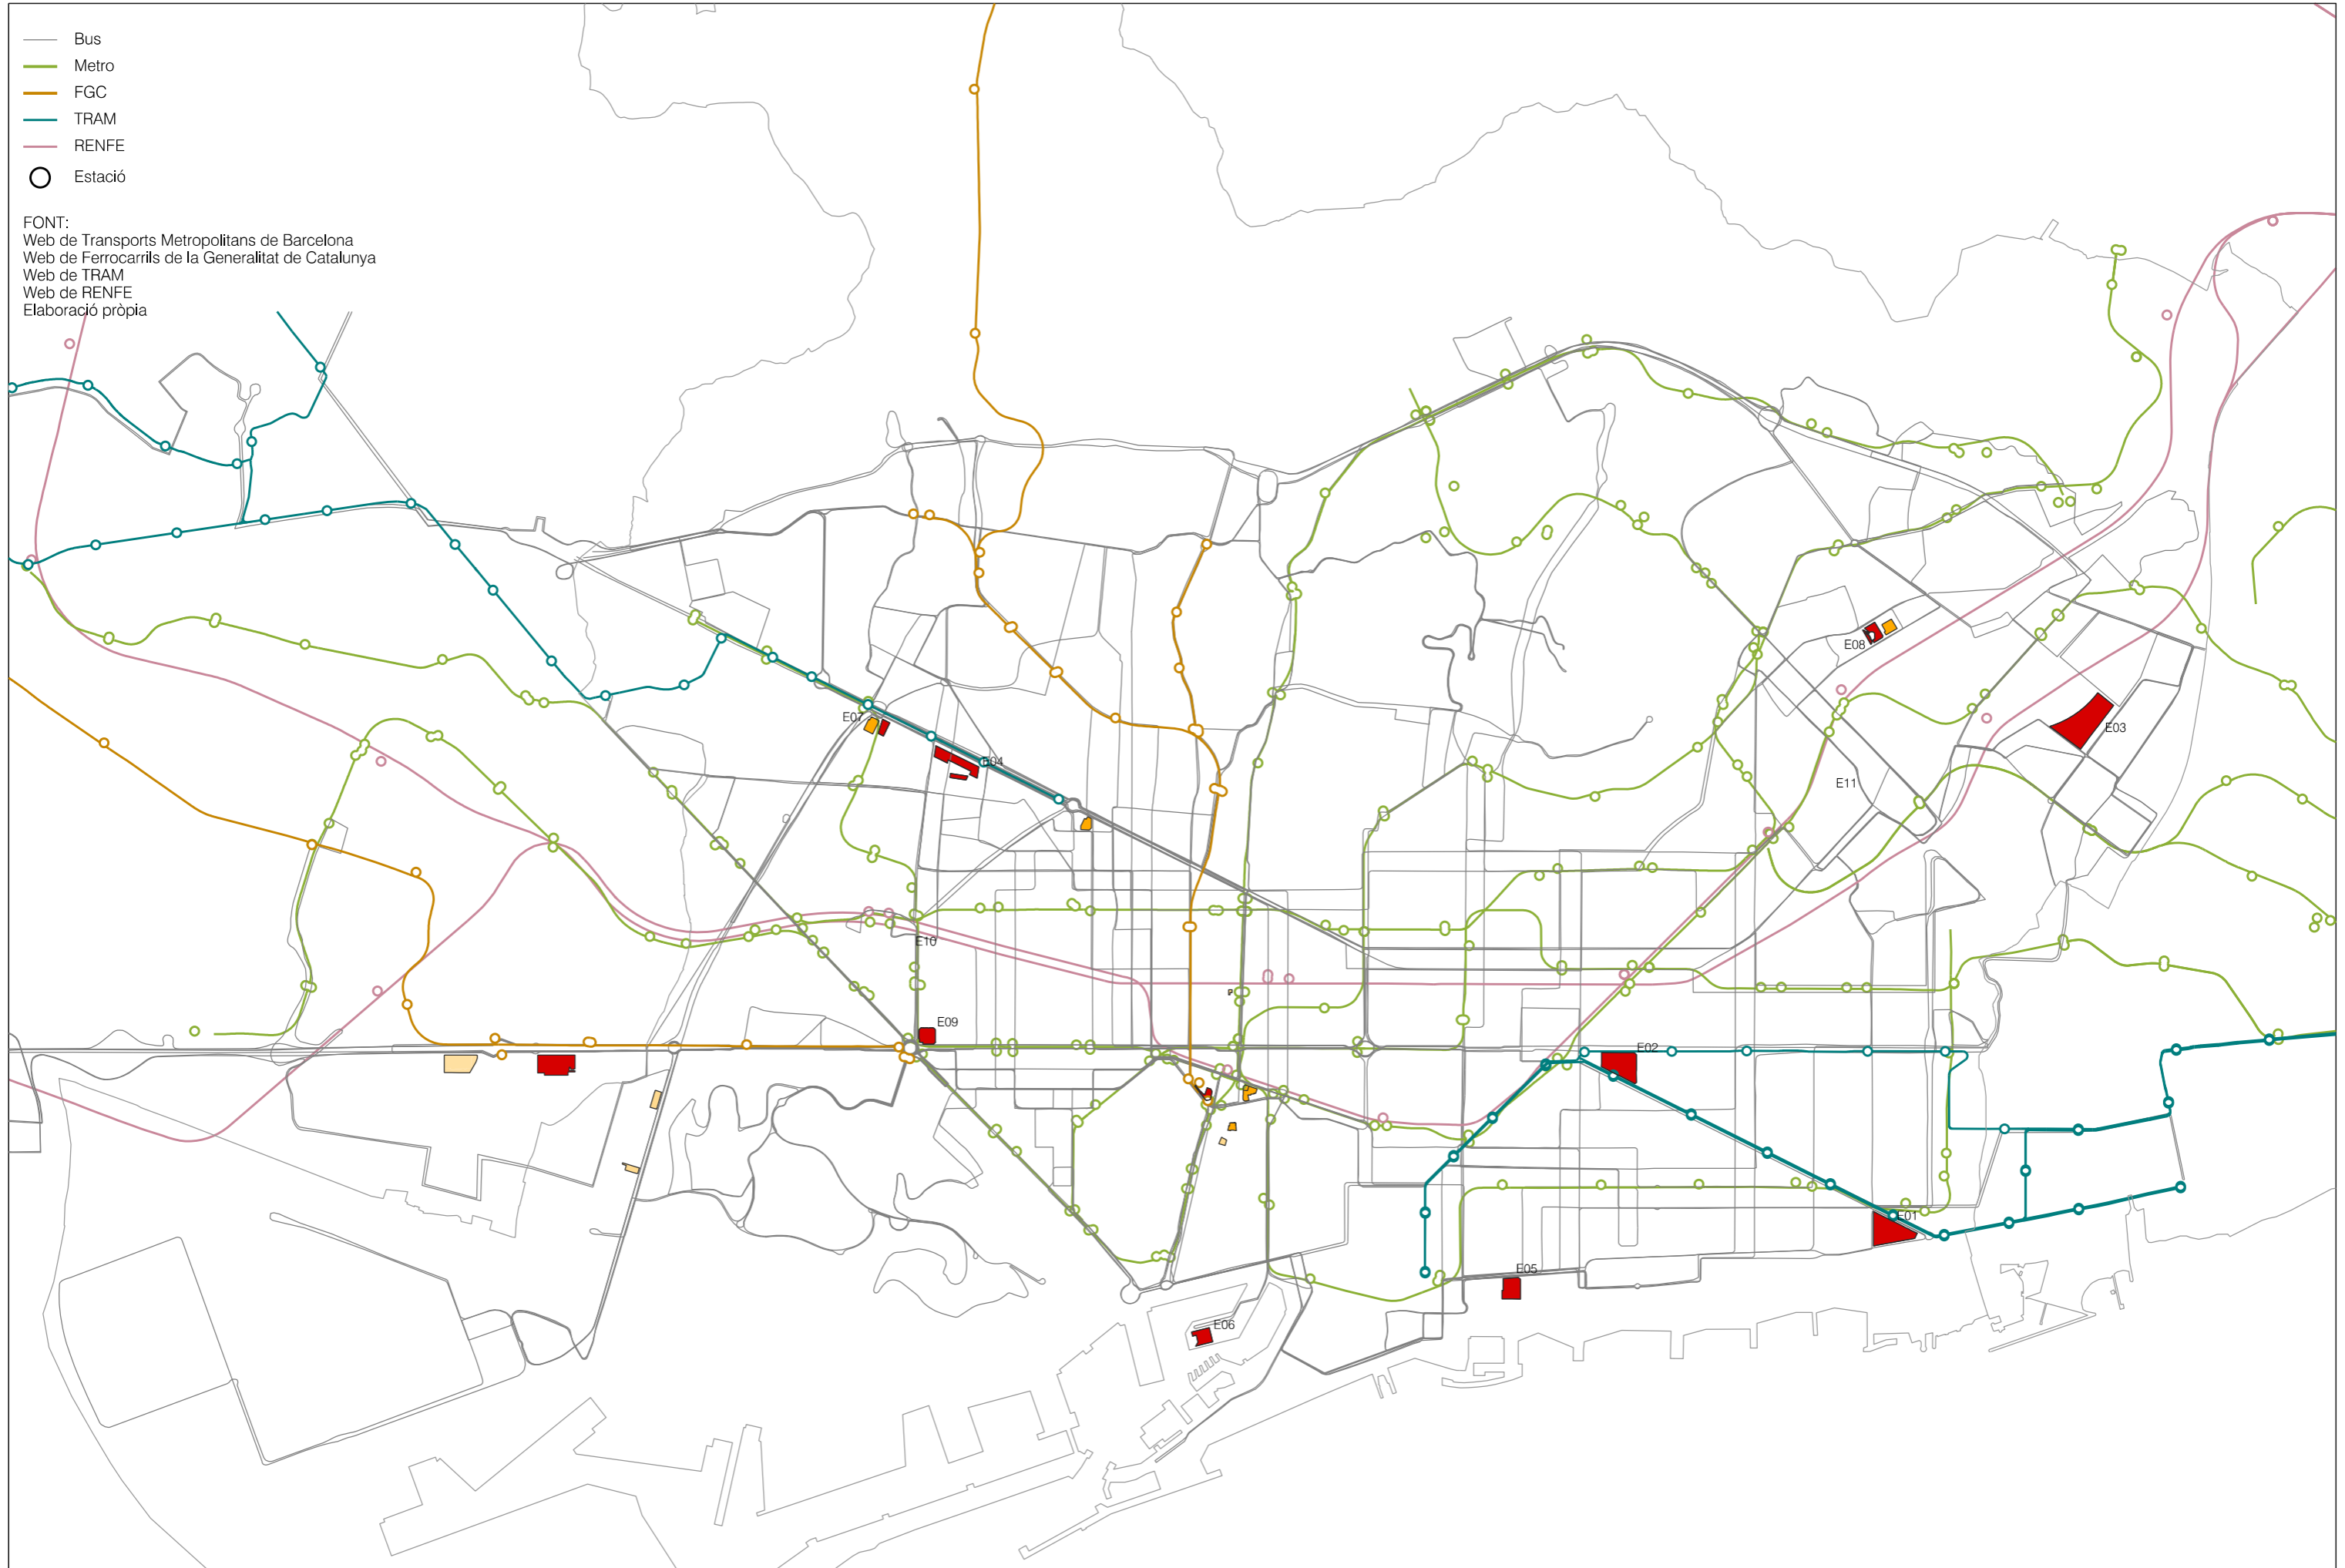 Bus
Metro
FGC
TRAM
RENFE
Estació
FONT:
Web de Transports Metropolitans de Barcelona
Web de Ferrocarrils de la Generalitat de Catalunya
Web de TRAM
Web de RENFE
Elaboració pròpia
E08
E07
E03
E04
E11
E10
E09
E02
E01
E05
E06